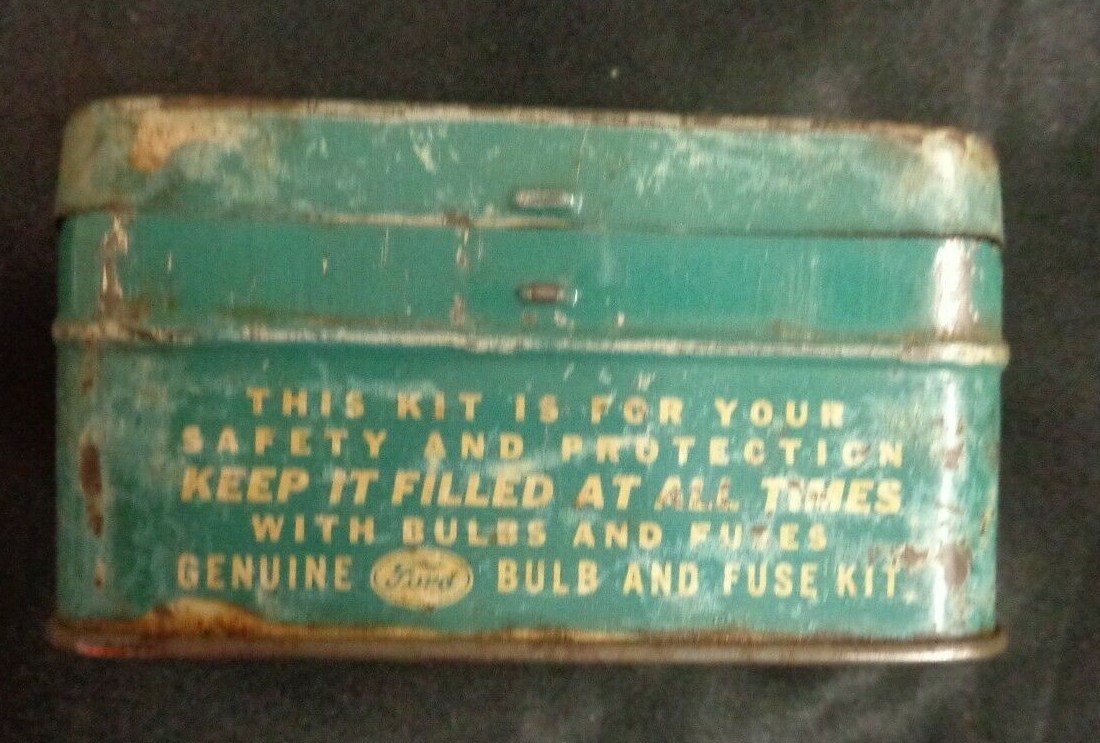 THIS KIT IS FOR YOUR
SAFETY AND PROTECTION
KEEP IT FILLED AT ALL TIMES
WITH BULBS AND FUSES
GENUINE Ford BULB AND FUSE KIT